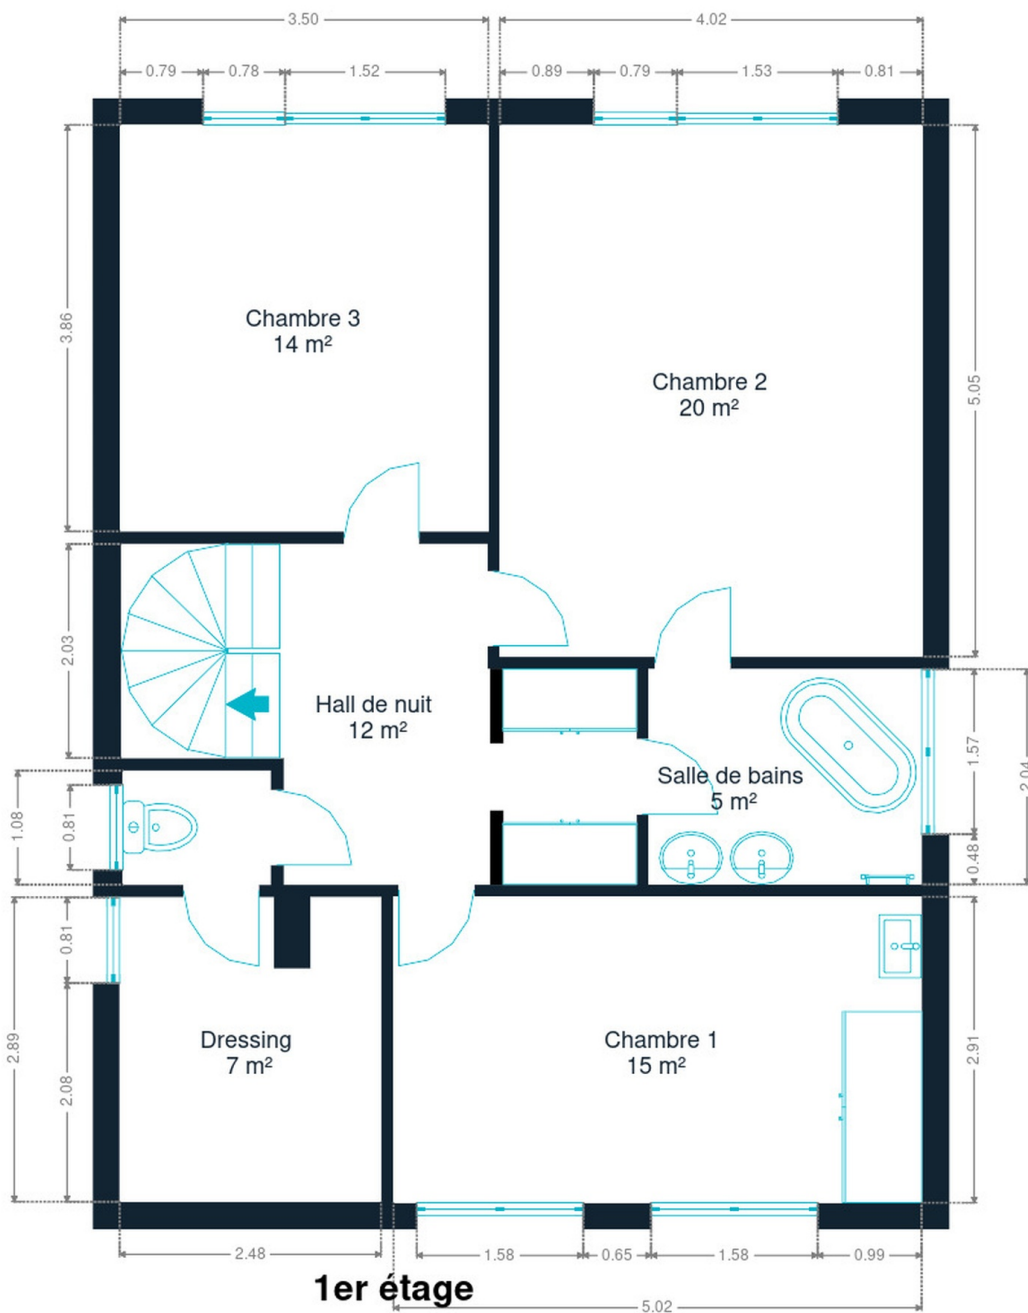 3.50
4.02
0.79
0.78
1.52
0.89
0.79
1.53
0.81
3.86
5.05
Chambre 3
14 m²
Chambre 2
20 m²
2.03
Hall de nuit
12 m²
1.57
2.04
Salle de bains
5 m²
1.08
0.81
0.48
0.81
2.89
2.08
2.91
Dressing
7 m²
Chambre 1
15 m²
2.48
1.58
0.65
1.58
0.99
1er étage
5.02